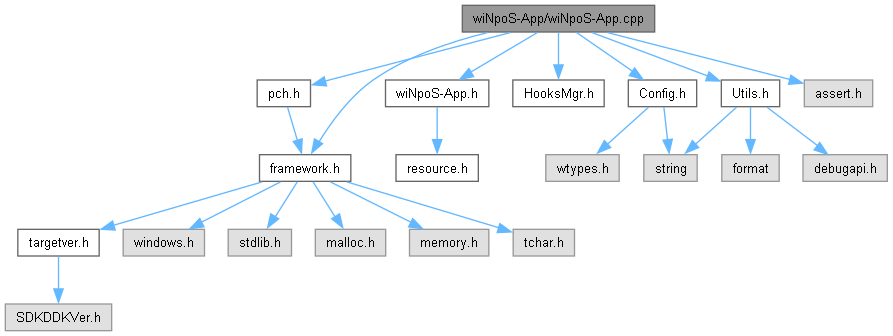 wiNpoS-App/wiNpoS-App.cpp
pch.h
wiNpoS-App.h
HooksMgr.h
Config.h
Utils.h
assert.h
framework.h
resource.h
wtypes.h
string
format
debugapi.h
targetver.h
windows.h
stdlib.h
malloc.h
memory.h
tchar.h
SDKDDKVer.h